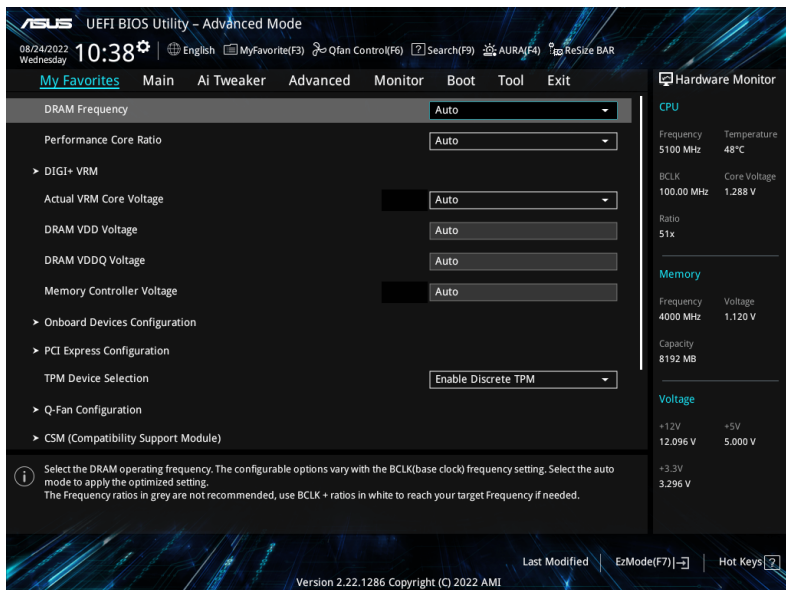 ASUS UEFI BIOS Utility – Advanced Mode
08/24/2022 Wednesday 10:38 English MyFavorite(F3) Qfan Control(F6) ? Search(F9) AURA(F4) ReSize BAR
My Favorites Main Ai Tweaker Advanced Monitor Boot Tool Exit
DRAM Frequency Auto
Performance Core Ratio Auto
> DIGI+ VRM
Actual VRM Core Voltage Auto
DRAM VDD Voltage Auto
DRAM VDDQ Voltage Auto
Memory Controller Voltage Auto
> Onboard Devices Configuration
> PCI Express Configuration
TPM Device Selection Enable Discrete TPM
> Q-Fan Configuration
> CSM (Compatibility Support Module)
i Select the DRAM operating frequency. The configurable options vary with the BCLK(base clock) frequency setting. Select the auto
mode to apply the optimized setting.
The Frequency ratios in grey are not recommended, use BCLK + ratios in white to reach your target Frequency if needed.
Hardware Monitor
CPU
Frequency Temperature
5100 MHz 48°C
BCLK Core Voltage
100.00 MHz 1.288 V
Ratio
51x
Memory
Frequency Voltage
4000 MHz 1.120 V
Capacity
8192 MB
Voltage
+12V +5V
12.096 V 5.000 V
+3.3V
3.296 V
Last Modified EzMode(F7) Hot Keys ?
Version 2.22.1286 Copyright (C) 2022 AMI